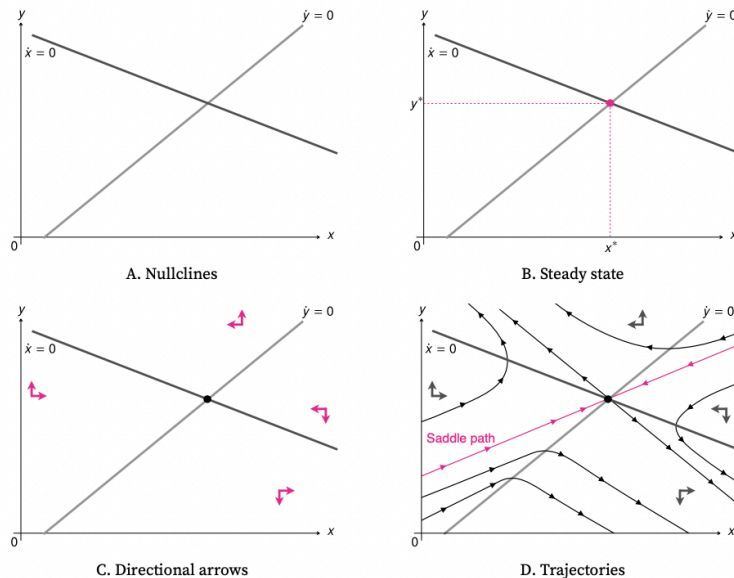 y
ẏ = 0
ẋ = 0
x
0
A. Nullclines
y
ẏ = 0
ẋ = 0
y*
x
0
x*
B. Steady state
y
ẏ = 0
ẋ = 0
x
0
C. Directional arrows
y
ẏ = 0
ẋ = 0
Saddle path
x
0
D. Trajectories